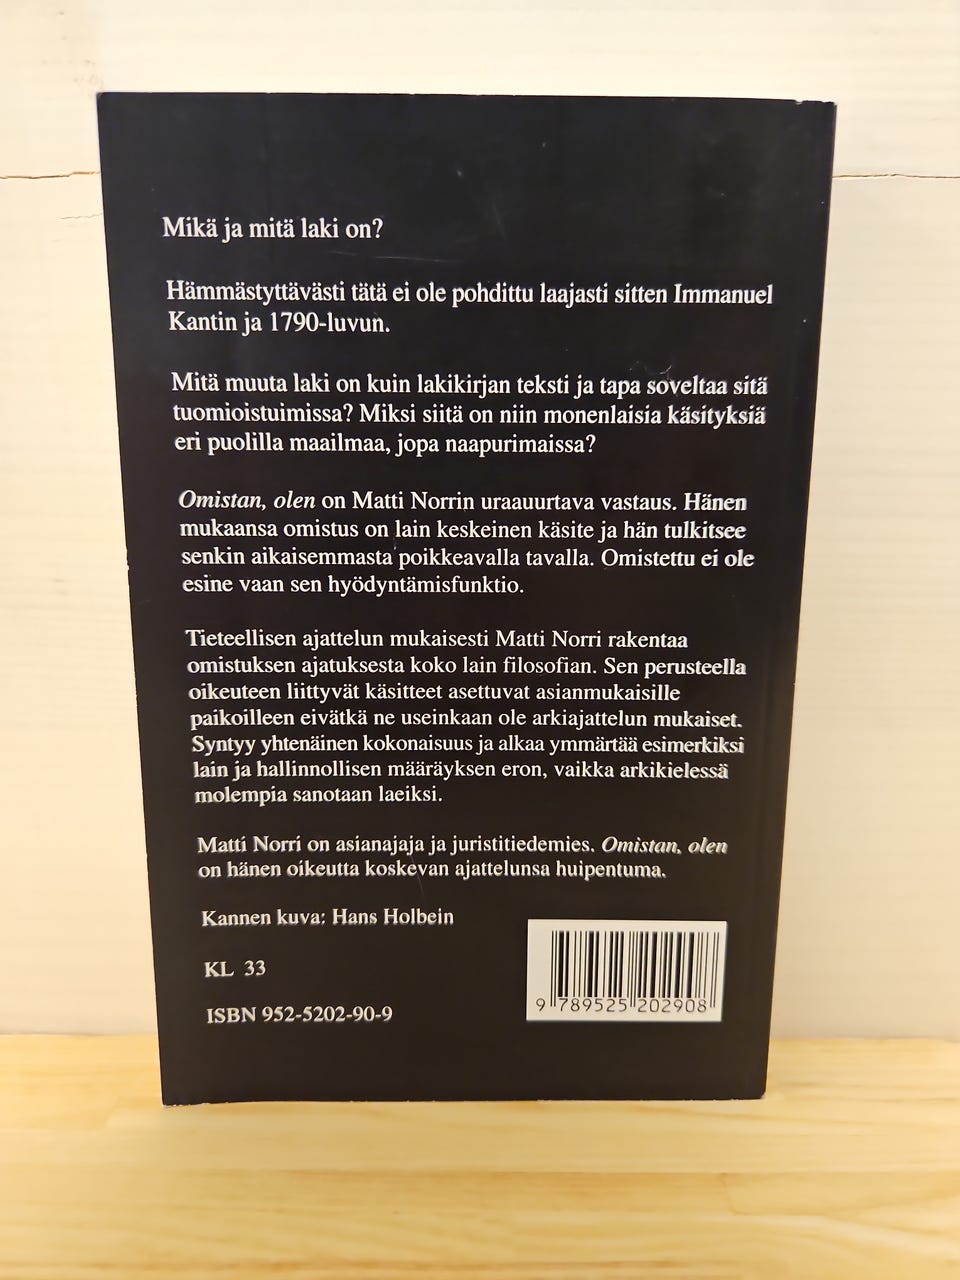 Mikä ja mitä laki on?
Hämmästyttävästi tätä ei ole pohdittu laajasti sitten Immanuel
Kantin ja 1790-luvun.
Mitä muuta laki on kuin lakikirjan teksti ja tapa soveltaa sitä
tuomioistuimissa? Miksi siitä on niin monenlaisia käsityksiä
eri puolilla maailmaa, jopa naapurimaissa?
Omistan, olen on Matti Norrin uraauurtava vastaus. Hänen
mukaansa omistus on lain keskeinen käsite ja hän tulkitsee
senkin aikaisemmasta poikkeavalla tavalla. Omistettu ei ole
esine vaan sen hyödyntämisfunktio.
Tieteellisen ajattelun mukaisesti Matti Norri rakentaa
omistuksen ajatuksesta koko lain filosofian. Sen perusteella
oikeuteen liittyvät käsitteet asettuvat asianmukaisille
paikoilleen eivätkä ne useinkaan ole arkiajattelun mukaiset.
Syntyy yhtenäinen kokonaisuus ja alkaa ymmärtää esimerkiksi
lain ja hallinnollisen määräyksen eron, vaikka arkikielessä
molempia sanotaan laeiksi.
Matti Norri on asianajaja ja juristitiedemies. Omistan, olen
on hänen oikeutta koskevan ajattelunsa huipentuma.
Kannen kuva: Hans Holbein
KL 33
ISBN 952-5202-90-9
9 789525 202908